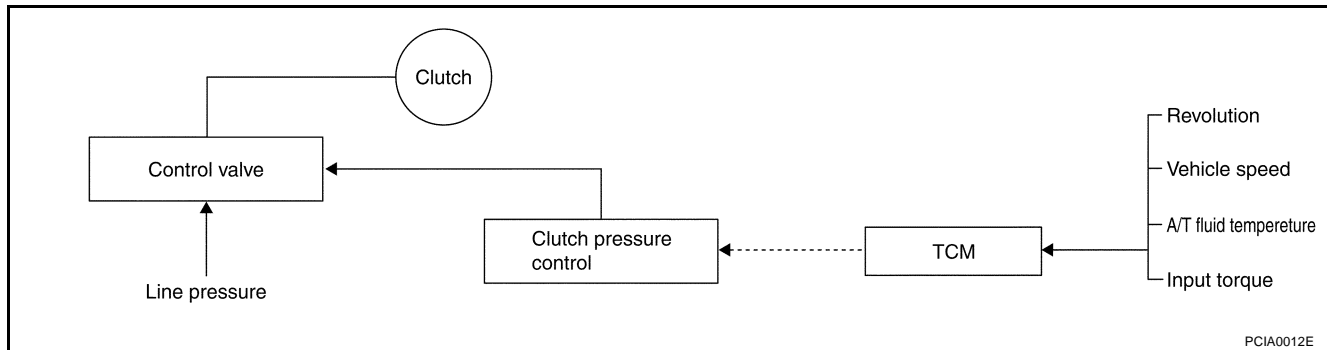 Clutch
Control valve
Line pressure
Clutch pressure
control
TCM
Revolution
Vehicle speed
A/T fluid tempereture
Input torque
PCIA0012E